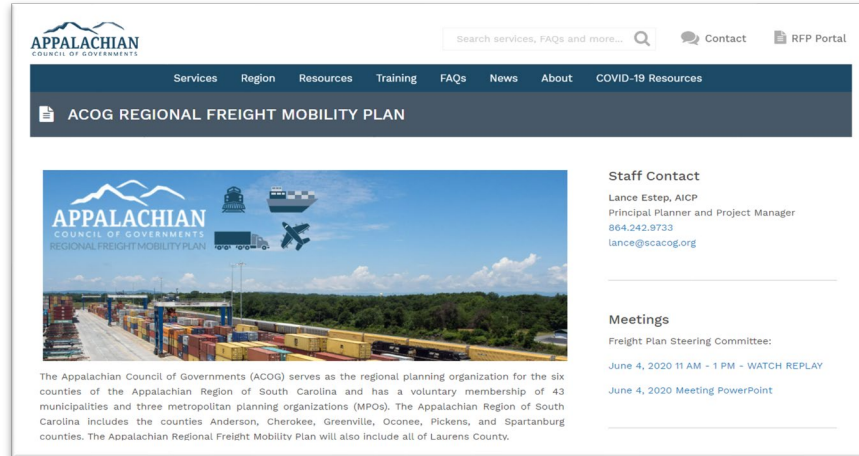 APPALACHIAN
COUNCIL OF GOVERNMENTS
Search services, FAQs and more...
Contact
RFP Portal
Services Region Resources Training FAQs News About COVID-19 Resources
ACOG REGIONAL FREIGHT MOBILITY PLAN
APPALACHIAN
COUNCIL OF GOVERNMENTS
REGIONAL FREIGHT MOBILITY PLAN
The Appalachian Council of Governments (ACOG) serves as the regional planning organization for the six
counties of the Appalachian Region of South Carolina and has a voluntary membership of 43
municipalities and three metropolitan planning organizations (MPOs). The Appalachian Region of South
Carolina includes the counties Anderson, Cherokee, Greenville, Oconee, Pickens, and Spartanburg
counties. The Appalachian Regional Freight Mobility Plan will also include all of Laurens County.
Staff Contact
Lance Estep, AICP
Principal Planner and Project Manager
864.242.9733
lance@scacog.org
Meetings
Freight Plan Steering Committee:
June 4, 2020 11 AM - 1 PM - WATCH REPLAY
June 4, 2020 Meeting PowerPoint